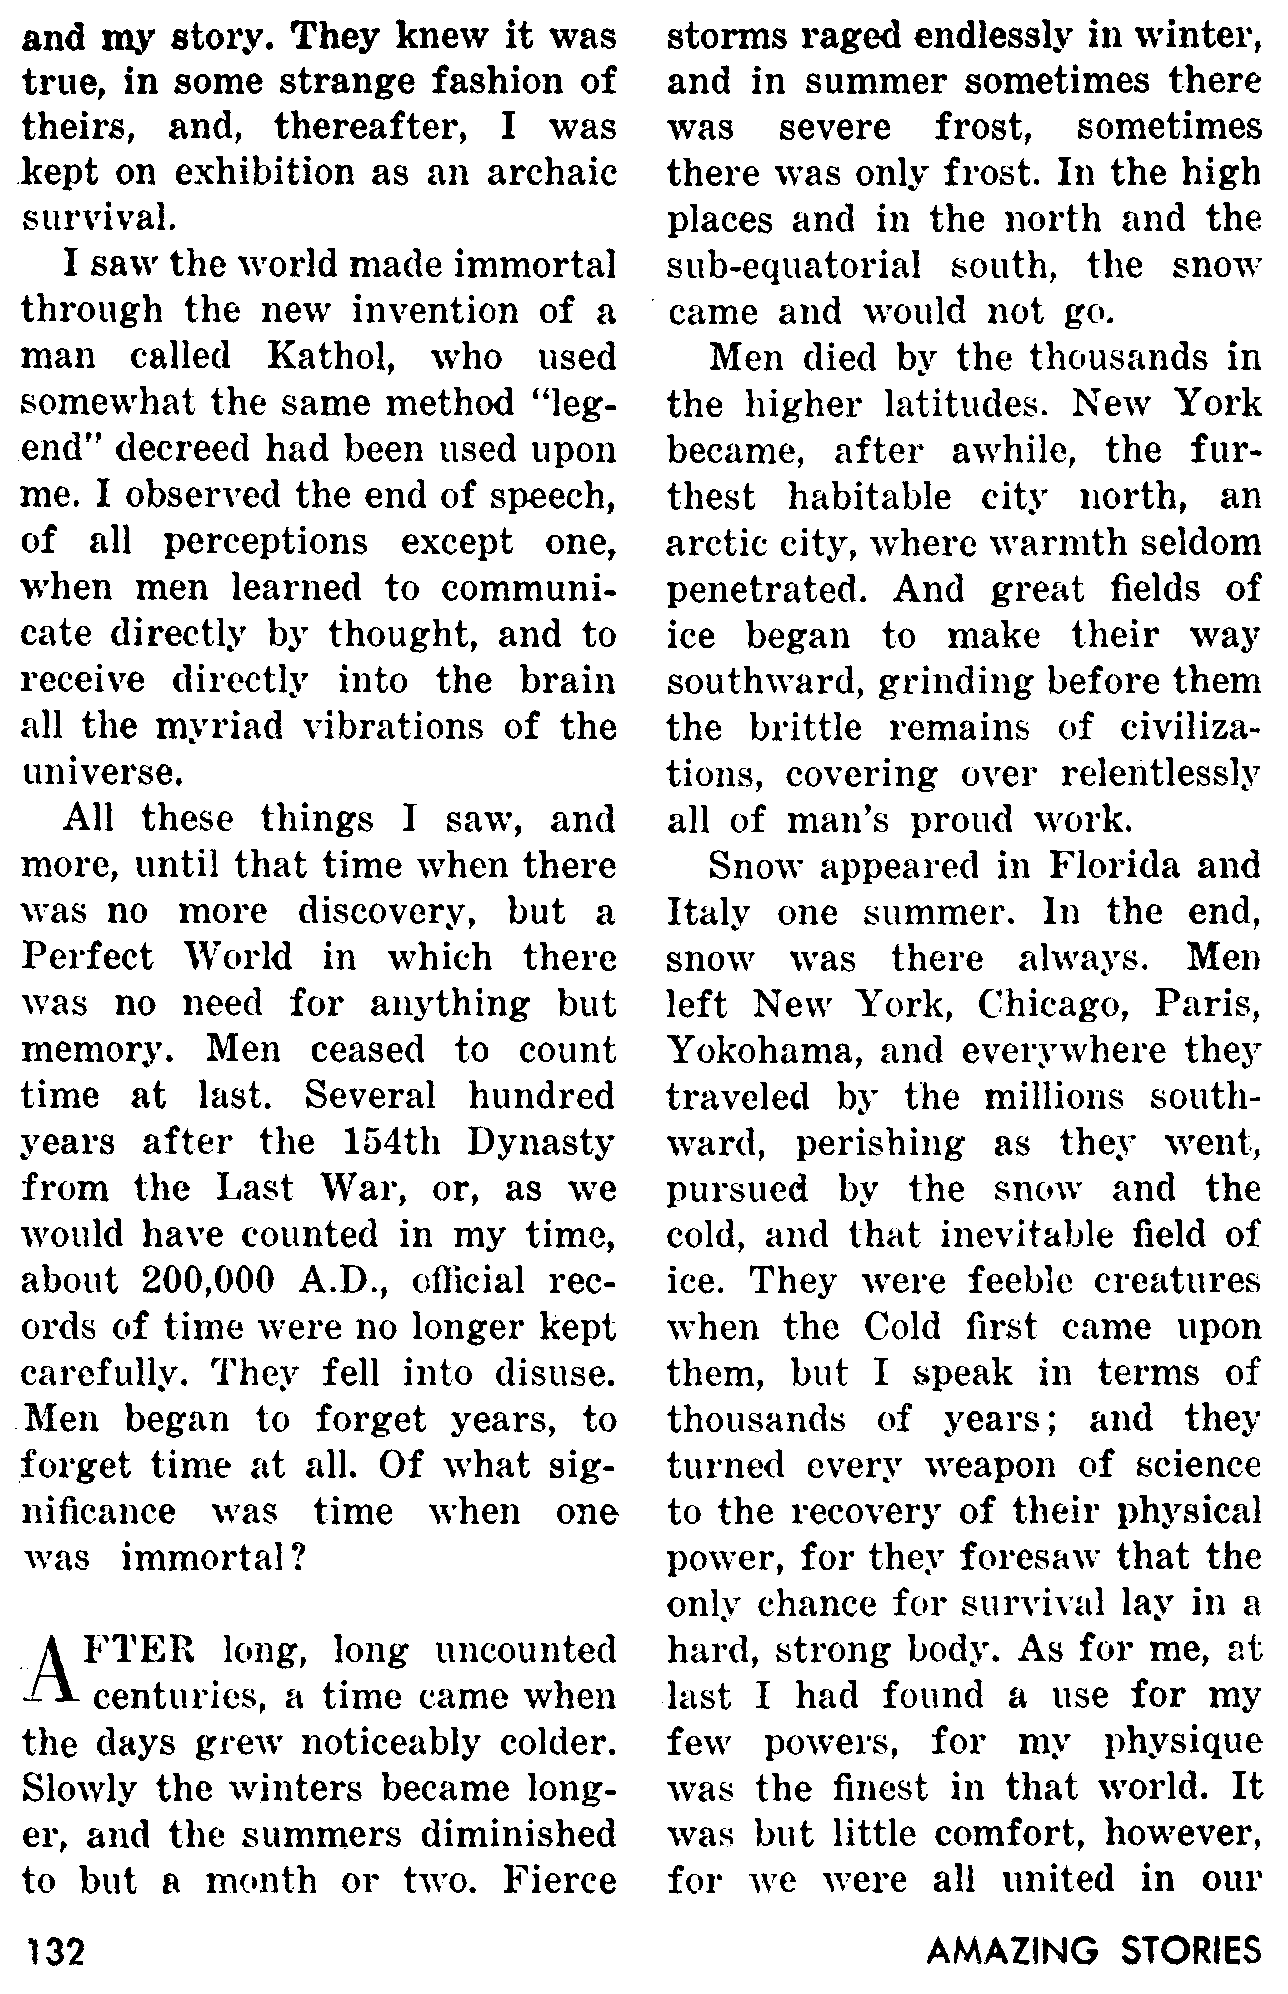 and my story. They knew it was
true, in some strange fashion of
theirs, and, thereafter, I was
kept on exhibition as an archaic
survival.
I saw the world made immortal
through the new invention of a
man called Kathol, who used
somewhat the same method "leg-
end" decreed had been used upon
me. I observed the end of speech,
of all perceptions except one,
when men learned to communi-
cate directly by thought, and to
receive directly into the brain
all the myriad vibrations of the
universe.
All these things I saw, and
more, until that time when there
was no more discovery, but a
Perfect World in which there
was no need for anything but
memory. Men ceased to count
time at last. Several hundred
years after the 154th Dynasty
from the Last War, or, as we
would have counted in my time,
about 200,000 A.D., official rec-
ords of time were no longer kept
carefully. They fell into disuse.
Men began to forget years, to
forget time at all. Of what sig-
nificance was time when one
was immortal?
AFTER long, long uncounted
centuries, a time came when
the days grew noticeably colder.
Slowly the winters became long-
er, and the summers diminished
to but a month or two. Fierce
storms raged endlessly in winter,
and in summer sometimes there
was severe frost, sometimes
there was only frost. In the high
places and in the north and the
sub-equatorial south, the snow
came and would not go.
Men died by the thousands in
the higher latitudes. New York
became, after awhile, the fur-
thest habitable city north, an
arctic city, where warmth seldom
penetrated. And great fields of
ice began to make their way
southward, grinding before them
the brittle remains of civiliza-
tions, covering over relentlessly
all of man's proud work.
Snow appeared in Florida and
Italy one summer. In the end,
snow was there always. Men
left New York, Chicago, Paris,
Yokohama, and everywhere they
traveled by the millions south-
ward, perishing as they went,
pursued by the snow and the
cold, and that inevitable field of
ice. They were feeble creatures
when the Cold first came upon
them, but I speak in terms of
thousands of years; and they
turned every weapon of science
to the recovery of their physical
power, for they foresaw that the
only chance for survival lay in a
hard, strong body. As for me, at
last I had found a use for my
few powers, for my physique
was the finest in that world. It
was but little comfort, however,
for we were all united in our
132
AMAZING STORIES